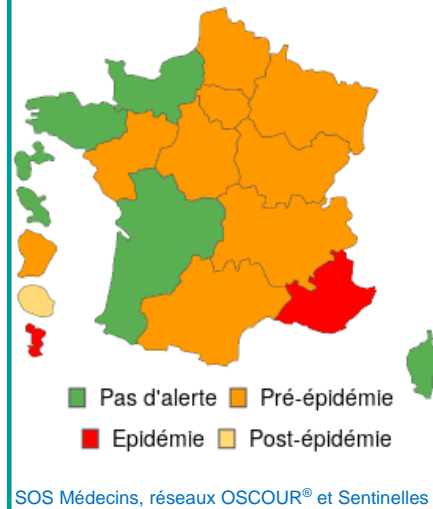 Pas d'alerte Pré-épidémie
Epidémie Post-épidémie
SOS Médecins, réseaux OSCOUR® et Sentinelles